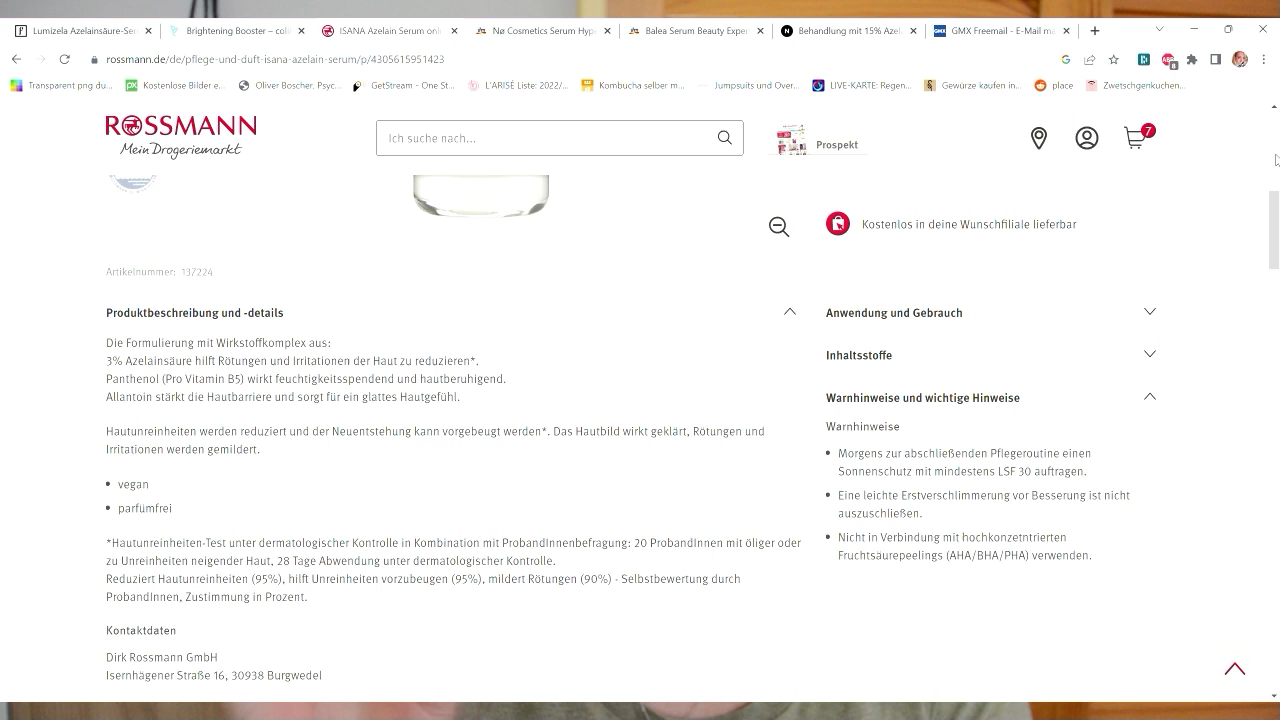 Lumizela Azelainsäure-Ser
Brightening Booster – coli
ISANA Azelain Serum onl
Nø Cosmetics Serum Hyp
Balea Serum Beauty Exper
Behandlung mit 15% Azel
GMX Freemail - E-Mail ma
rossmann.de/de/pflege-und-duft-isana-azelain-serum/p/4305615951423
Transparent png du...
Kostenlose Bilder e...
Oliver Boscher, Psyc...
GoStream - One St...
L'ARISÉ Liste: 2022/...
Kombucha selber m...
Jumpsuits und Over...
LIVE-KARTE: Regen...
Gewürze kaufen in...
place
Zwetschgenkuchen...
ROSSMANN
Mein Drogeriemarkt
Ich suche nach...
Prospekt
7
Kostenlos in deine Wunschfiliale lieferbar
Artikelnummer: 137224
Produktbeschreibung und -details
Die Formulierung mit Wirkstoffkomplex aus:
3% Azelainsäure hilft Rötungen und Irritationen der Haut zu reduzieren*.
Panthenol (Pro Vitamin B5) wirkt feuchtigkeitsspendend und hautberuhigend.
Allantoin stärkt die Hautbarriere und sorgt für ein glattes Hautgefühl.
Hautunreinheiten werden reduziert und der Neuentstehung kann vorgebeugt werden*. Das Hautbild wirkt geklärt, Rötungen und
Irritationen werden gemildert.
vegan
parfümfrei
*Hautunreinheiten-Test unter dermatologischer Kontrolle in Kombination mit ProbandInnenbefragung: 20 ProbandInnen mit öliger oder
zu Unreinheiten neigender Haut, 28 Tage Abwendung unter dermatologischer Kontrolle.
Reduziert Hautunreinheiten (95%), hilft Unreinheiten vorzubeugen (95%), mildert Rötungen (90%) - Selbstbewertung durch
ProbandInnen, Zustimmung in Prozent.
Kontaktdaten
Dirk Rossmann GmbH
Isernhägener Straße 16, 30938 Burgwedel
Anwendung und Gebrauch
Inhaltsstoffe
Warnhinweise und wichtige Hinweise
Warnhinweise
Morgens zur abschließenden Pflegeroutine einen
Sonnenschutz mit mindestens LSF 30 auftragen.
Eine leichte Erstverschlimmerung vor Besserung ist nicht
auszuschließen.
Nicht in Verbindung mit hochkonzetntrierten
Fruchtsäurepeelings (AHA/BHA/PHA) verwenden.